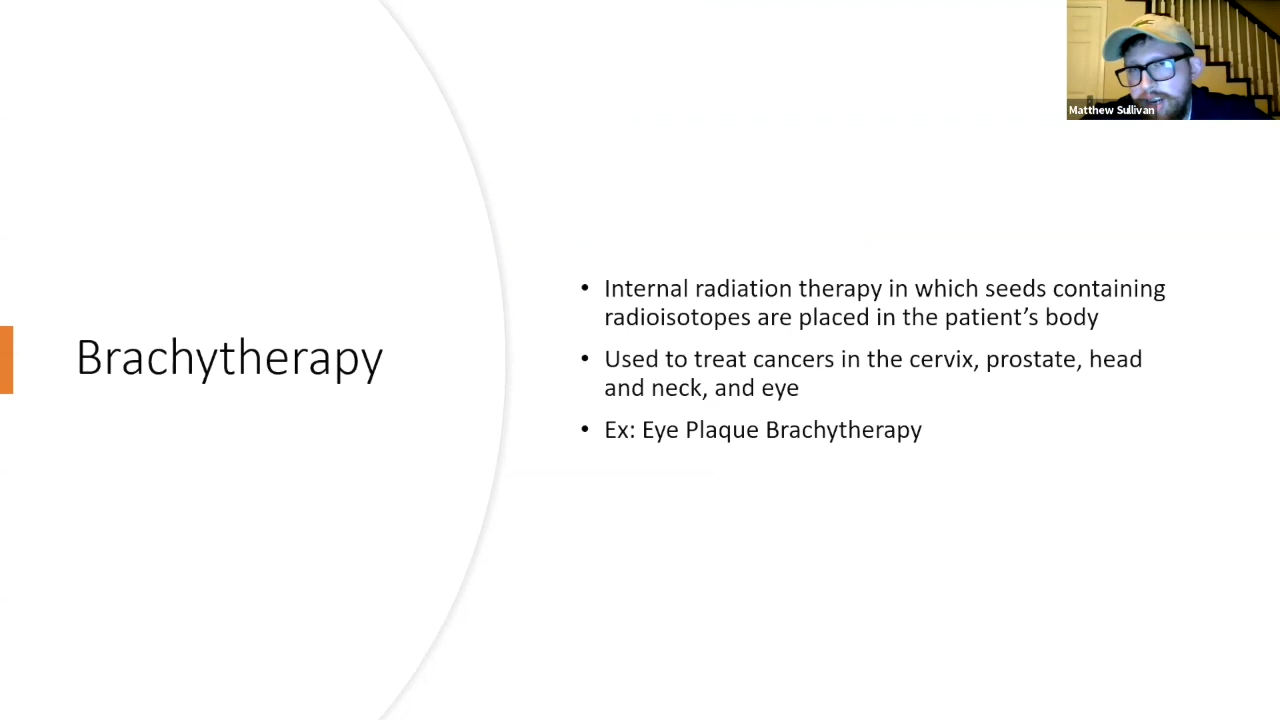 Matthew Sullivan
Brachytherapy
• Internal radiation therapy in which seeds containing
radioisotopes are placed in the patient’s body
• Used to treat cancers in the cervix, prostate, head
and neck, and eye
• Ex: Eye Plaque Brachytherapy